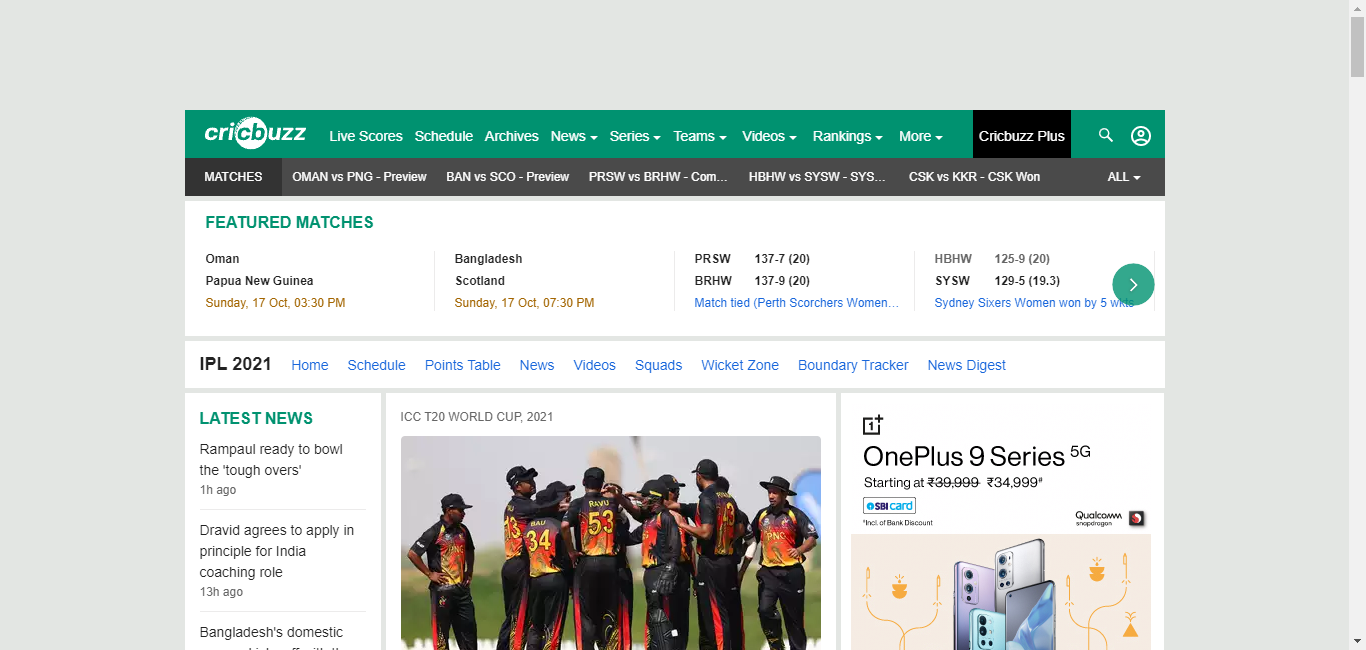 cricbuzz Live Scores Schedule Archives News Series Teams Videos Rankings More Cricbuzz Plus
MATCHES OMAN vs PNG - Preview BAN vs SCO - Preview PRSW vs BRHW - Com... HBHW vs SYSW - SYS... CSK vs KKR - CSK Won ALL
FEATURED MATCHES
Oman
Papua New Guinea
Sunday, 17 Oct, 03:30 PM
Bangladesh
Scotland
Sunday, 17 Oct, 07:30 PM
PRSW 137-7 (20)
BRHW 137-9 (20)
Match tied (Perth Scorchers Women...
HBHW 125-9 (20)
SYSW 129-5 (19.3)
Sydney Sixers Women won by 5 wkts
IPL 2021 Home Schedule Points Table News Videos Squads Wicket Zone Boundary Tracker News Digest
LATEST NEWS
Rampaul ready to bowl
the 'tough overs'
1h ago
Dravid agrees to apply in
principle for India
coaching role
13h ago
Bangladesh's domestic
ICC T20 WORLD CUP, 2021
RAVU
53
BAU
34
13
43
PNG
PNG
1+
OnePlus 9 Series 5G
Starting at ₹39,999 ₹34,999#
SBI card
#Incl. of Bank Discount
Qualcomm
snapdragon